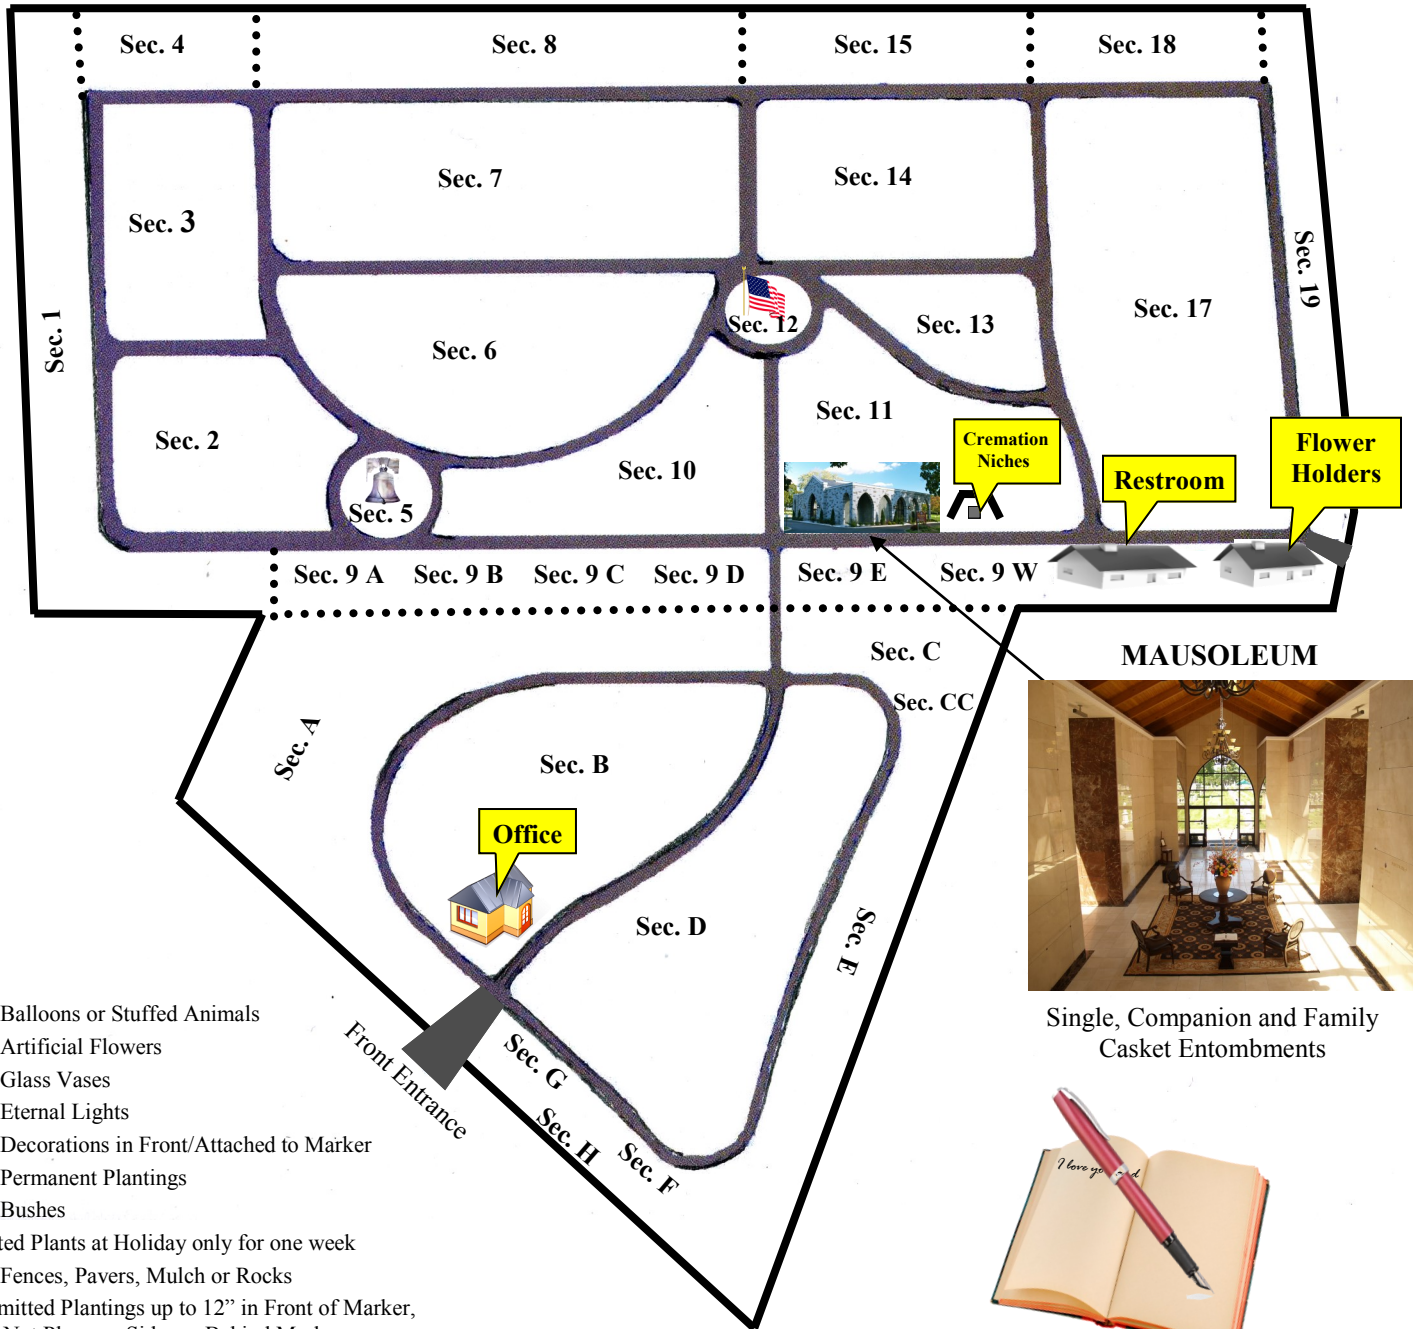 Sec. 4
Sec. 8
Sec. 15
Sec. 18
Sec. 7
Sec. 14
Sec. 3
Sec. 19
Sec. 17
Sec. 12
Sec. 13
Sec. 1
Sec. 6
Sec. 11
Sec. 2
Cremation
Niches
Flower
Holders
Sec. 10
Restroom
Sec. 5
Sec. 9 A
Sec. 9 B
Sec. 9 C
Sec. 9 D
Sec. 9 E
Sec. 9 W
Sec. C
MAUSOLEUM
Sec. CC
Sec. A
Sec. B
Office
Sec. D
Sec. E
Single, Companion and Family
Casket Entombments
Front Entrance
Sec. G
Sec. H
Sec. F
Balloons or Stuffed Animals
Artificial Flowers
Glass Vases
Eternal Lights
Decorations in Front/Attached to Marker
Permanent Plantings
Bushes
ted Plants at Holiday only for one week
Fences, Pavers, Mulch or Rocks
mitted Plantings up to 12” in Front of Marker,
I love